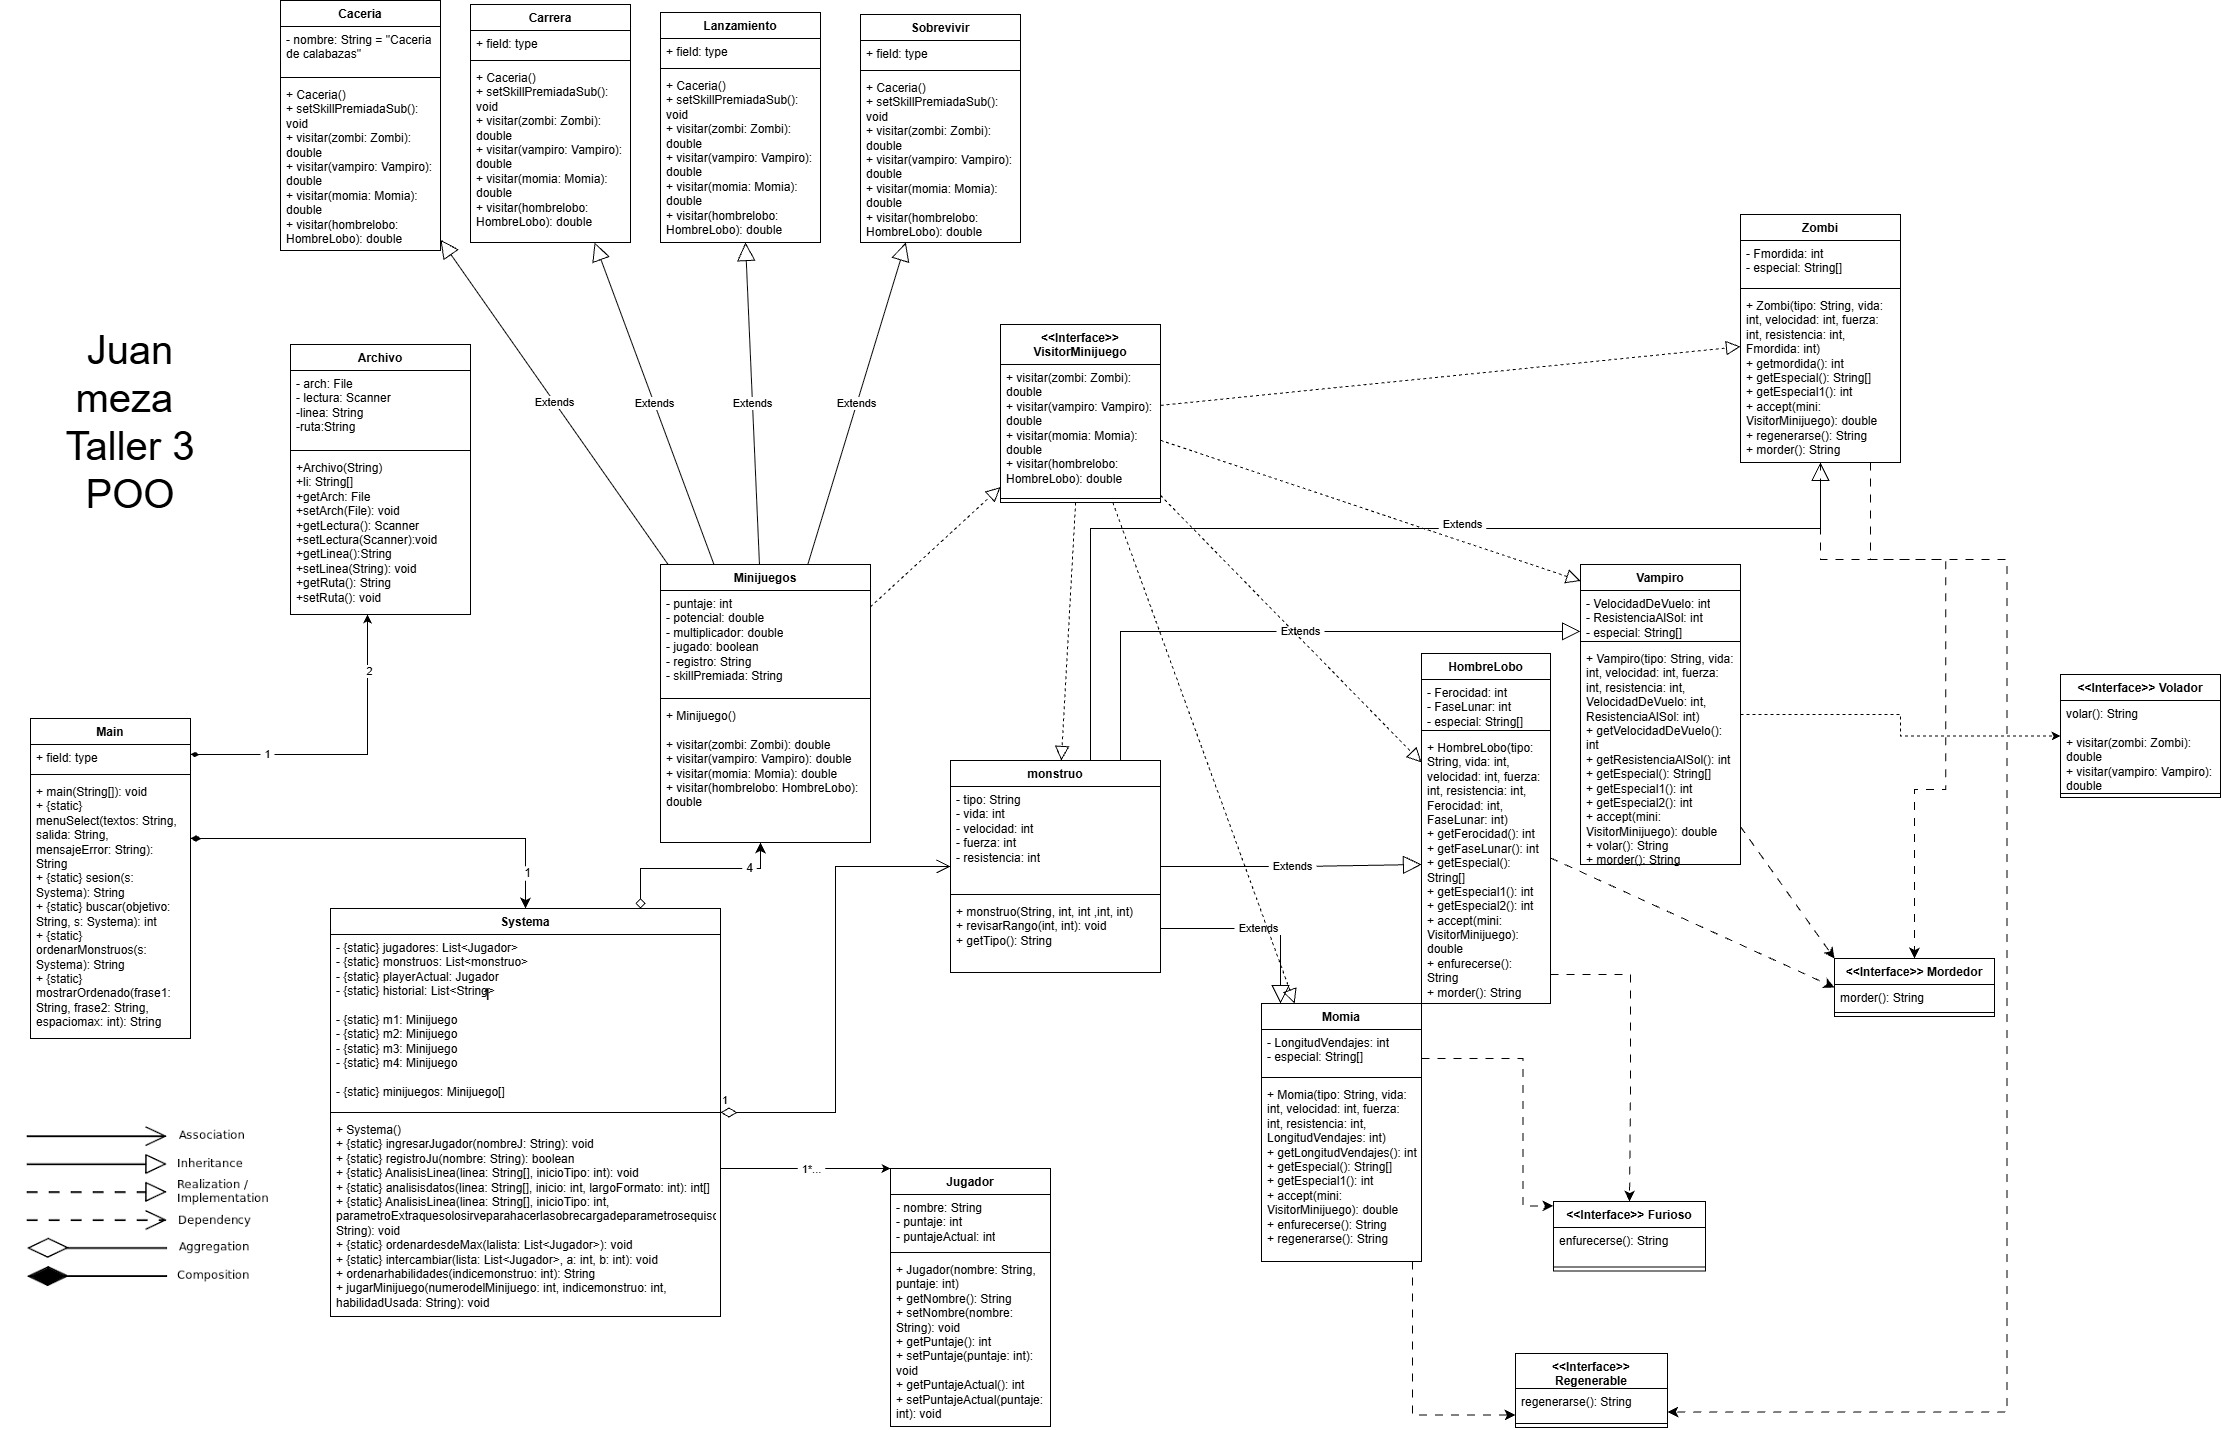 Caceria
- nombre: String = "Caceria
de calabazas"
+ Caceria()
+ setSkillPremiadaSub():
void
+ visitar(zombi: Zombi):
double
+ visitar(vampiro: Vampiro):
double
+ visitar(momia: Momia):
double
+ visitar(hombrelobo:
HombreLobo): double
Carrera
+ field: type
+ Caceria()
+ setSkillPremiadaSub():
void
+ visitar(zombi: Zombi):
double
+ visitar(vampiro: Vampiro):
double
+ visitar(momia: Momia):
double
+ visitar(hombrelobo:
HombreLobo): double
Lanzamiento
+ field: type
+ Caceria()
+ setSkillPremiadaSub():
void
+ visitar(zombi: Zombi):
double
+ visitar(vampiro: Vampiro):
double
+ visitar(momia: Momia):
double
+ visitar(hombrelobo:
HombreLobo): double
Sobrevivir
+ field: type
+ Caceria()
+ setSkillPremiadaSub():
void
+ visitar(zombi: Zombi):
double
+ visitar(vampiro: Vampiro):
double
+ visitar(momia: Momia):
double
+ visitar(hombrelobo:
HombreLobo): double
Juan
meza
Taller 3
POO
Archivo
- arch: File
- lectura: Scanner
-linea: String
-ruta:String
+Archivo(String)
+li: String[]
+getArch: File
+setArch(File): void
+getLectura(): Scanner
+setLectura(Scanner):void
+getLinea():String
+setLinea(String): void
+getRuta(): String
+setRuta(): void
Extends
Extends
Extends
Extends
<<Interface>>
VisitorMinijuego
+ visitar(zombi: Zombi):
double
+ visitar(vampiro: Vampiro):
double
+ visitar(momia: Momia):
double
+ visitar(hombrelobo:
HombreLobo): double
Zombi
- Fmordida: int
- especial: String[]
+ Zombi(tipo: String, vida:
int, velocidad: int, fuerza:
int, resistencia: int,
Fmordida: int)
+ getmordida(): int
+ getEspecial(): String[]
+ getEspecial1(): int
+ accept(mini:
VisitorMinijuego): double
+ regenerarse(): String
+ morder(): String
Extends
Minijuegos
- puntaje: int
- potencial: double
- multiplicador: double
- jugado: boolean
- registro: String
- skillPremiada: String
+ Minijuego()
+ visitar(zombi: Zombi): double
+ visitar(vampiro: Vampiro): double
+ visitar(momia: Momia): double
+ visitar(hombrelobo: HombreLobo):
double
Vampiro
- VelocidadDeVuelo: int
- ResistenciaAlSol: int
- especial: String[]
+ Vampiro(tipo: String, vida:
int, velocidad: int, fuerza:
int, resistencia: int,
VelocidadDeVuelo: int,
ResistenciaAlSol: int)
+ getVelocidadDeVuelo():
int
+ getResistenciaAlSol(): int
+ getEspecial(): String[]
+ getEspecial1(): int
+ getEspecial2(): int
+ accept(mini:
VisitorMinijuego): double
+ volar(): String
+ morder(): String
Extends
HombreLobo
- Ferocidad: int
- FaseLunar: int
- especial: String[]
+ HombreLobo(tipo:
String, vida: int,
velocidad: int, fuerza:
int, resistencia: int,
Ferocidad: int,
FaseLunar: int)
+ getFerocidad(): int
+ getFaseLunar(): int
+ getEspecial():
String[]
+ getEspecial1(): int
+ getEspecial2(): int
+ accept(mini:
VisitorMinijuego):
double
+ enfurecerse():
String
+ morder(): String
<<Interface>> Volador
volar(): String
+ visitar(zombi: Zombi):
double
+ visitar(vampiro: Vampiro):
double
2
1
Main
+ field: type
+ main(String[]): void
+ {static}
menuSelect(textos: String,
salida: String,
mensajeError: String):
String
+ {static} sesion(s:
Systema): String
+ {static} buscar(objetivo:
String, s: Systema): int
+ {static}
ordenarMonstruos(s:
Systema): String
+ {static}
mostrarOrdenado(frase1:
String, frase2: String,
espaciomax: int): String
1
4
monstruo
- tipo: String
- vida: int
- velocidad: int
- fuerza: int
- resistencia: int
+ monstruo(String, int, int ,int, int)
+ revisarRango(int, int): void
+ getTipo(): String
Extends
Extends
Systema
- {static} jugadores: List<Jugador>
- {static} monstruos: List<monstruo>
- {static} playerActual: Jugador
- {static} historial: List<String>
- {static} m1: Minijuego
- {static} m2: Minijuego
- {static} m3: Minijuego
- {static} m4: Minijuego
- {static} minijuegos: Minijuego[]
+ Systema()
+ {static} ingresarJugador(nombreJ: String): void
+ {static} registroJu(nombre: String): boolean
+ {static} AnalisisLinea(linea: String[], inicioTipo: int): void
+ {static} analisisdatos(linea: String[], inicio: int, largoFormato: int): int[]
+ {static} AnalisisLinea(linea: String[], inicioTipo: int,
parametroExtraquesolosirveparahacerlasobrecargadeparametrosequisc
String): void
+ {static} ordenardesdeMax(lalista: List<Jugador>): void
+ {static} intercambiar(lista: List<Jugador>, a: int, b: int): void
+ ordenarhabilidades(indicemonstruo: int): String
+ jugarMinijuego(numerodelMinijuego: int, indicemonstruo: int,
habilidadUsada: String): void
1
1*...
<<Interface>> Mordedor
morder(): String
Momia
- LongitudVendajes: int
- especial: String[]
+ Momia(tipo: String, vida:
int, velocidad: int, fuerza:
int, resistencia: int,
LongitudVendajes: int)
+ getLongitudVendajes(): int
+ getEspecial(): String[]
+ getEspecial1(): int
+ accept(mini:
VisitorMinijuego): double
+ enfurecerse(): String
+ regenerarse(): String
Jugador
- nombre: String
- puntaje: int
- puntajeActual: int
+ Jugador(nombre: String,
puntaje: int)
+ getNombre(): String
+ setNombre(nombre:
String): void
+ getPuntaje(): int
+ setPuntaje(puntaje: int):
void
+ getPuntajeActual(): int
+ setPuntajeActual(puntaje:
int): void
<<Interface>> Furioso
enfurecerse(): String
<<Interface>>
Regenerable
regenerarse(): String
Association
Inheritance
Realization /
Implementation
Dependency
Aggregation
Composition